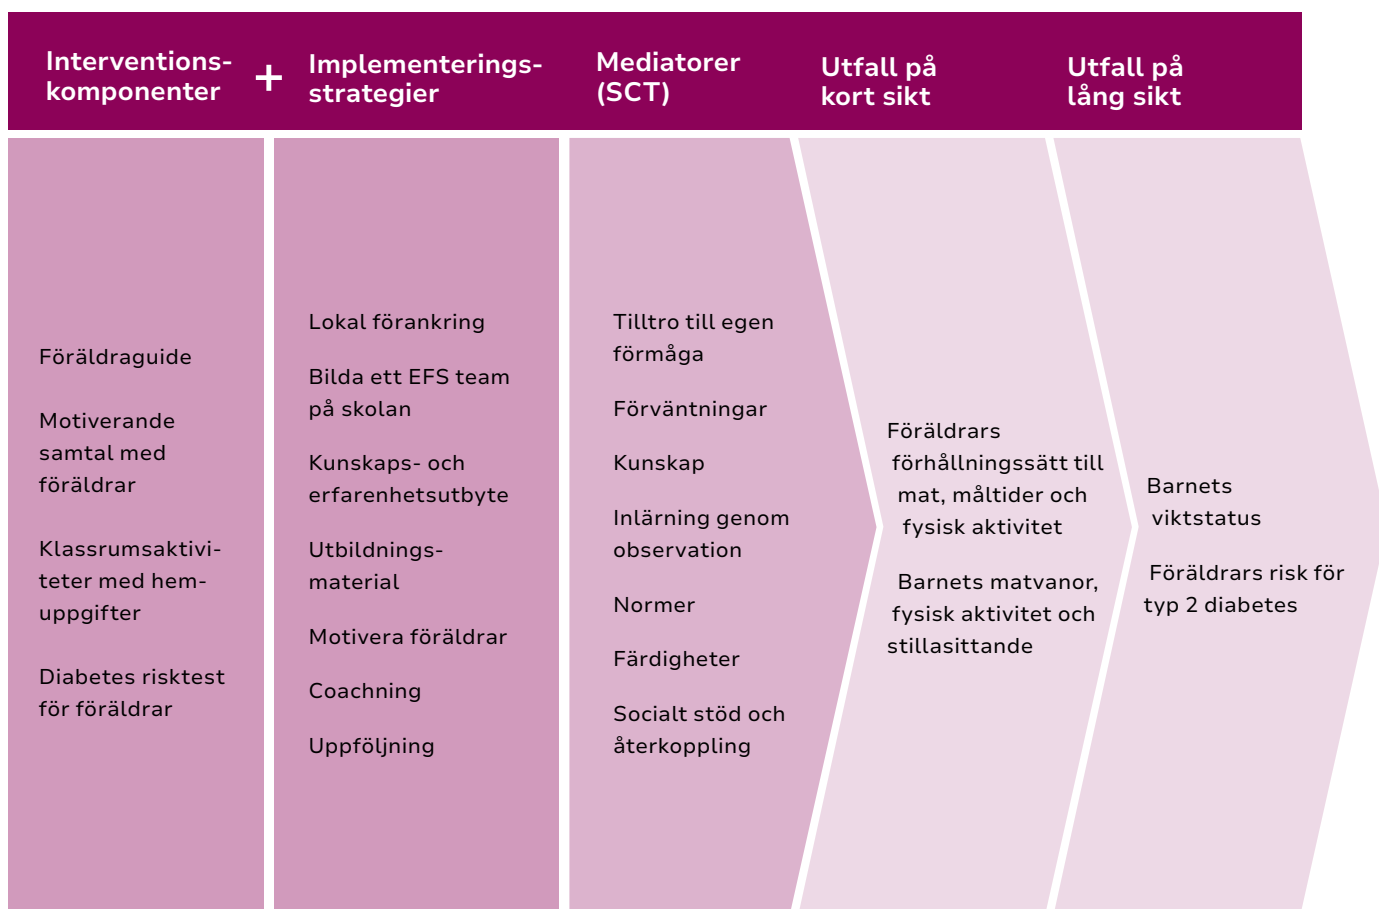 Interventions-
komponenter
+
Implementerings-
strategier
Mediatorer
(SCT)
Utfall på
kort sikt
Utfall på
lång sikt
Föräldraguide
Motiverande
samtal med
föräldrar
Klassrumsaktivi-
teter med hem-
uppgifter
Diabetes risktest
för föräldrar
Lokal förankring
Bilda ett EFS team
på skolan
Kunskaps- och
erfarenhetsutbyte
Utbildnings-
material
Motivera föräldrar
Coachning
Uppföljning
Tilltro till egen
förmåga
Förväntningar
Kunskap
Inlärning genom
observation
Normer
Färdigheter
Socialt stöd och
återkoppling
Föräldrars
förhållningssätt till
mat, måltider och
fysisk aktivitet
Barnets matvanor,
fysisk aktivitet och
stillasittande
Barnets
viktstatus
Föräldrars risk för
typ 2 diabetes